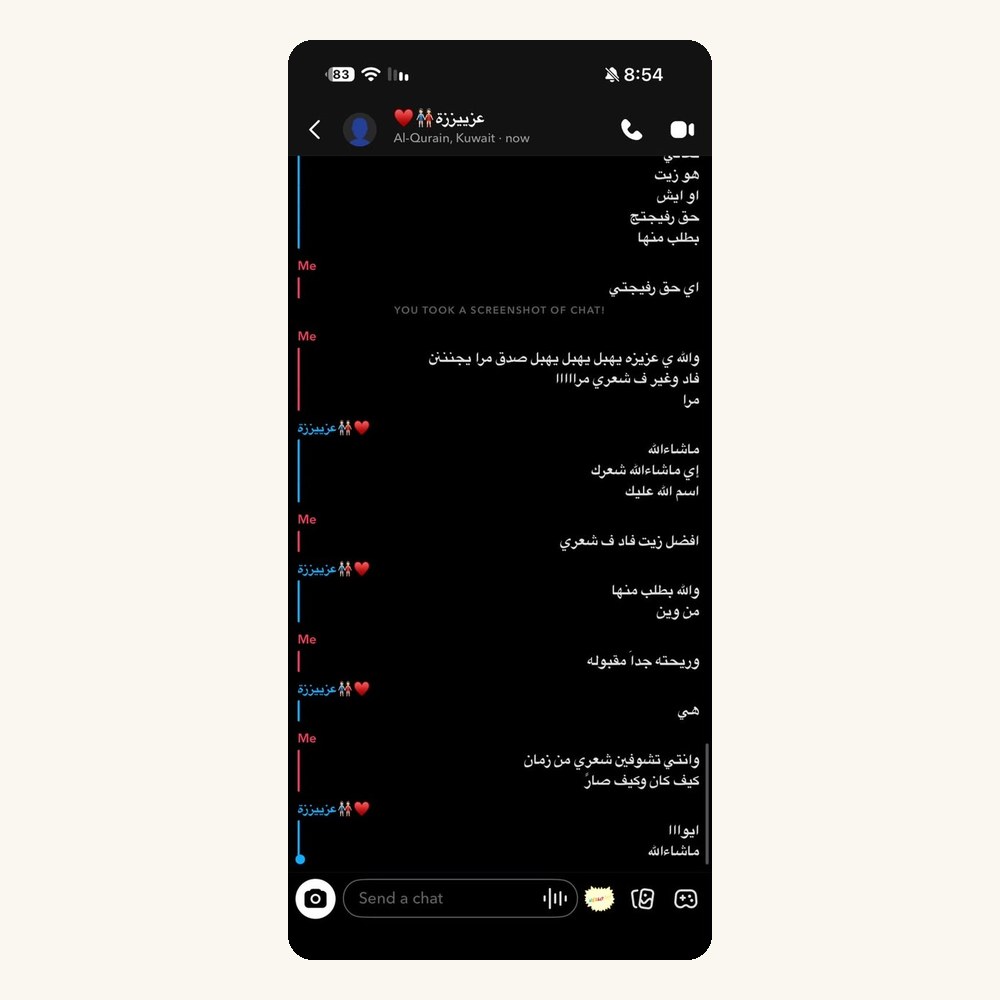 83
8:54
عزييززة👫❤️
Al-Qurain, Kuwait · now
هو زيت
او ايش
حق رفيجتج
بطلب منها
Me
اي حق رفيجتي
YOU TOOK A SCREENSHOT OF CHAT!
Me
والله ي عزيزه يهبل يهبل يهبل صدق مرا يجنننن
فاد وغير ف شعري مراااااا
مرا
عزييززة👫❤️
ماشاءالله
إي ماشاءالله شعرك
اسم الله عليك
Me
افضل زيت فاد ف شعري
عزييززة👫❤️
والله بطلب منها
من وين
Me
وريحته جداَ مقبوله
عزييززة👫❤️
هي
Me
وانتي تشوفين شعري من زمان
كيف كان وكيف صارً
عزييززة👫❤️
ايوااا
ماشاءالله
Send a chat